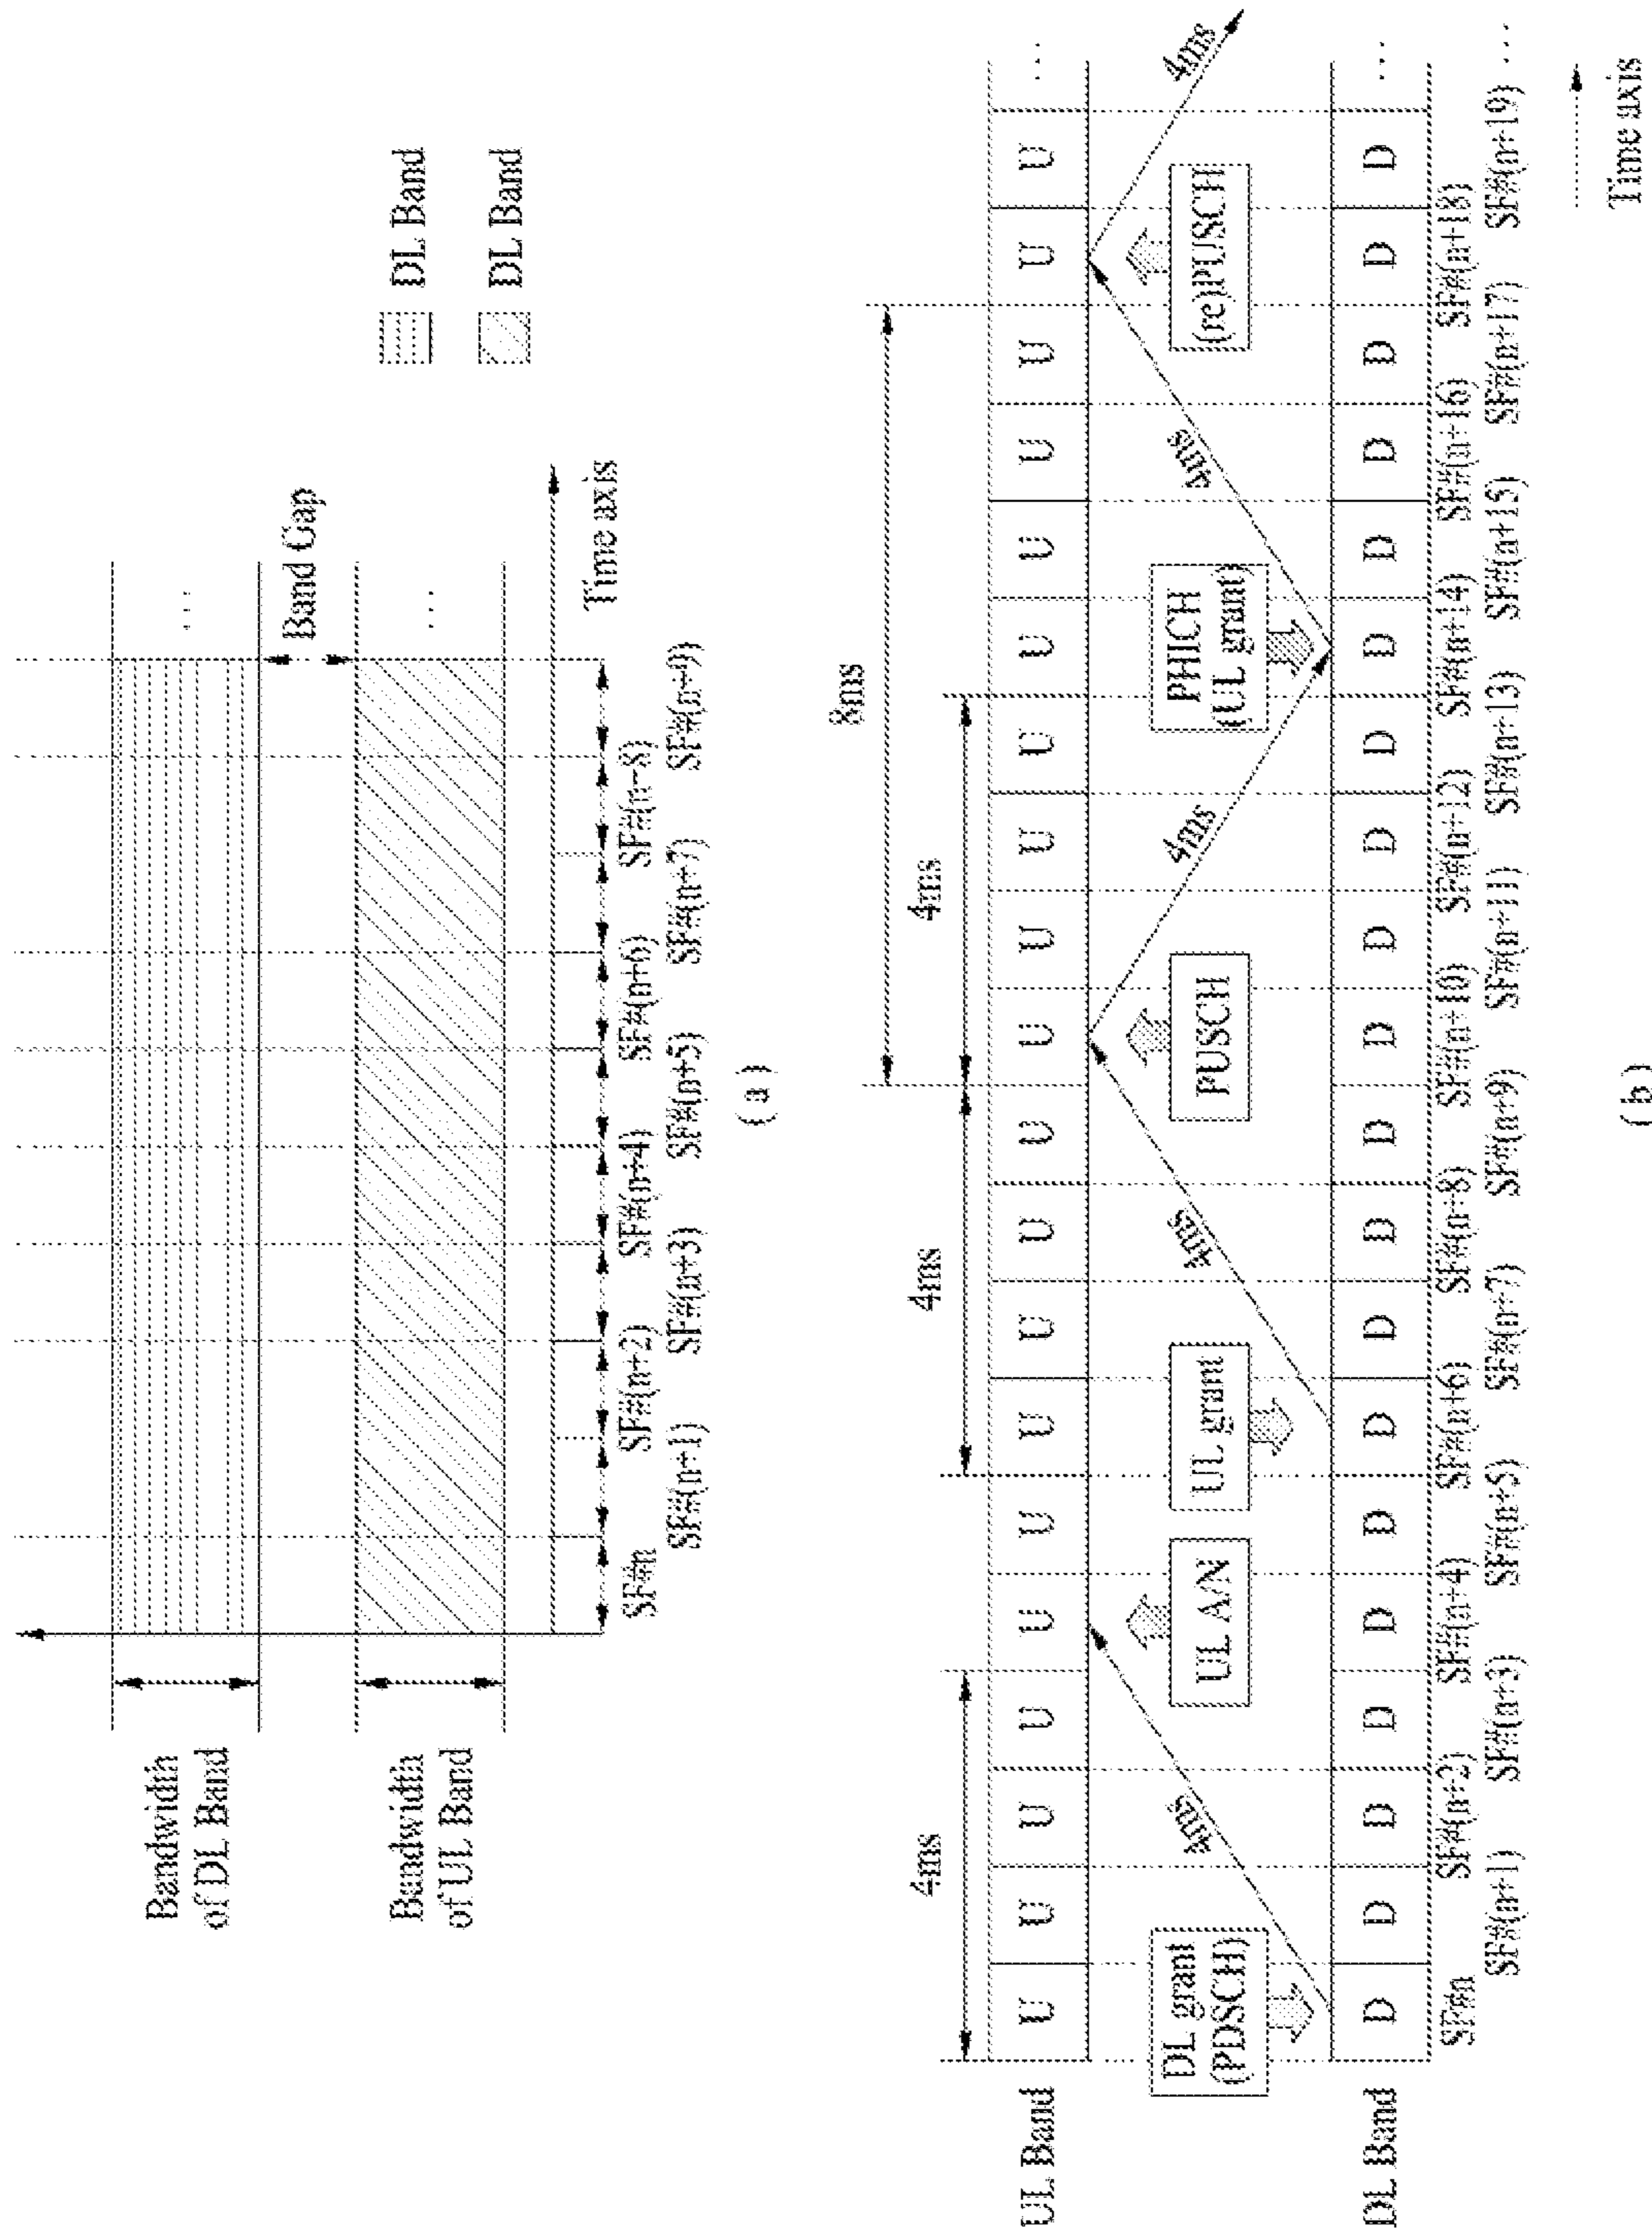 Bandwidth
of DL Band
Bandwidth
of UL Band
...
Band Gap
...
DL Band
DL Band
Time axis
SF#n
SF#(n+1)
SF#(n+2)
SF#(n+3)
SF#(n+4)
SF#(n+5)
SF#(n+6)
SF#(n+7)
SF#(n+8)
SF#(n+9)
( a )
8ms
4ms
4ms
4ms
UL Band
U U U U U U U U U U U U U U U U U U U U ...
DL grant
(PDSCH)
4ms
UL A/N
UL grant
4ms
PUSCH
4ms
PHICH
(UL grant)
4ms
(re)PUSCH
4ms
DL Band
D D D D D D D D D D D D D D D D D D D D ...
SF#n SF#(n+2) SF#(n+4) SF#(n+6) SF#(n+8) SF#(n+10) SF#(n+12) SF#(n+14) SF#(n+16) SF#(n+18)
SF#(n+1) SF#(n+3) SF#(n+5) SF#(n+7) SF#(n+9) SF#(n+11) SF#(n+13) SF#(n+15) SF#(n+17) SF#(n+19) ...
Time axis
( b )